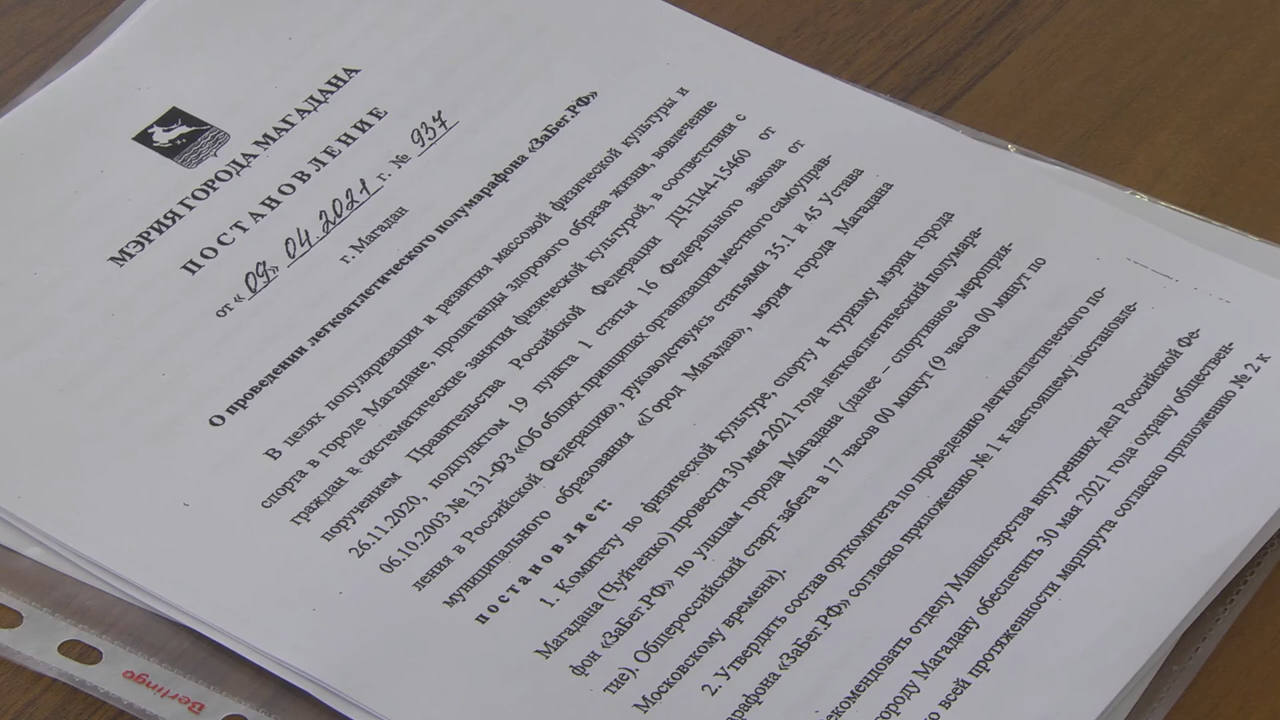 МЭРИЯ ГОРОДА МАГАДАНА
ПОСТАНОВЛЕНИЕ
от «09» 04 2021 г. № 937
г. Магадан
О проведении легкоатлетического полумарафона «ЗаБег.РФ»
В целях популяризации и развития массовой физической культуры и
спорта в городе Магадане, пропаганды здорового образа жизни, вовлечение
граждан в систематические занятия физической культурой, в соответствии с
поручением Правительства Российской Федерации ДЧ-П44-15460 от
26.11.2020, подпунктом 19 пункта 1 статьи 16 Федерального закона от
06.10.2003 № 131-ФЗ «Об общих принципах организации местного самоуправ-
ления в Российской Федерации», руководствуясь статьями 35.1 и 45 Устава
муниципального образования «Город Магадан», мэрия города Магадана
постановляет:
1. Комитету по физической культуре, спорту и туризму мэрии города
Магадана (Чуйченко) провести 30 мая 2021 года легкоатлетический полумара-
фон «ЗаБег.РФ» по улицам города Магадана (далее – спортивное мероприя-
тие). Общероссийский старт забега в 17 часов 00 минут (9 часов 00 минут по
Московскому времени).
2. Утвердить состав оргкомитета по проведению легкоатлетического по-
марафона «ЗаБег.РФ» согласно приложению № 1 к настоящему постановле-
екомендовать отделу Министерства внутренних дел Российской Фе-
городу Магадану обеспечить 30 мая 2021 года охрану обществен-
о всей протяженности маршрута согласно приложению № 2 к
Berlingo